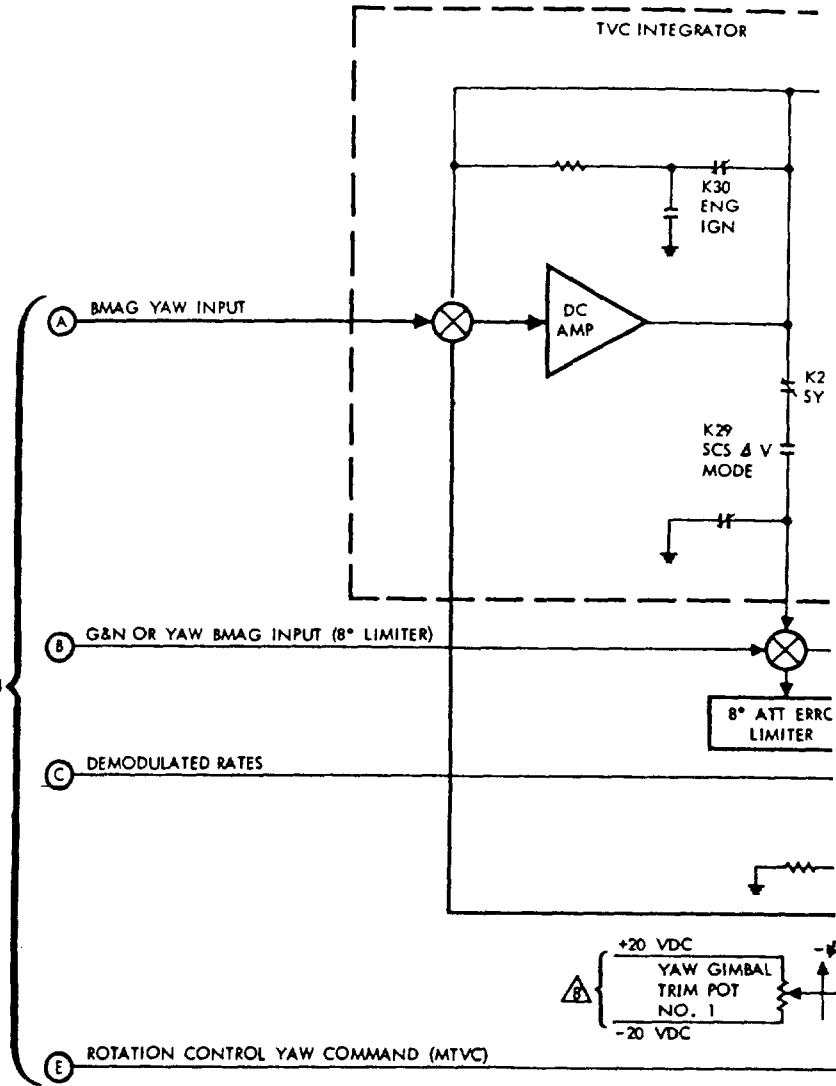 TVC INTEGRATOR
K30
ENG
IGN
A BMAG YAW INPUT
DC
AMP
K2
SY
K29
SCS Δ V
MODE
B G&N OR YAW BMAG INPUT (8° LIMITER)
8° ATT ERRO
LIMITER
C DEMODULATED RATES
+20 VDC
YAW GIMBAL
TRIM POT
NO. 1
-20 VDC
8
E ROTATION CONTROL YAW COMMAND (MTVC)